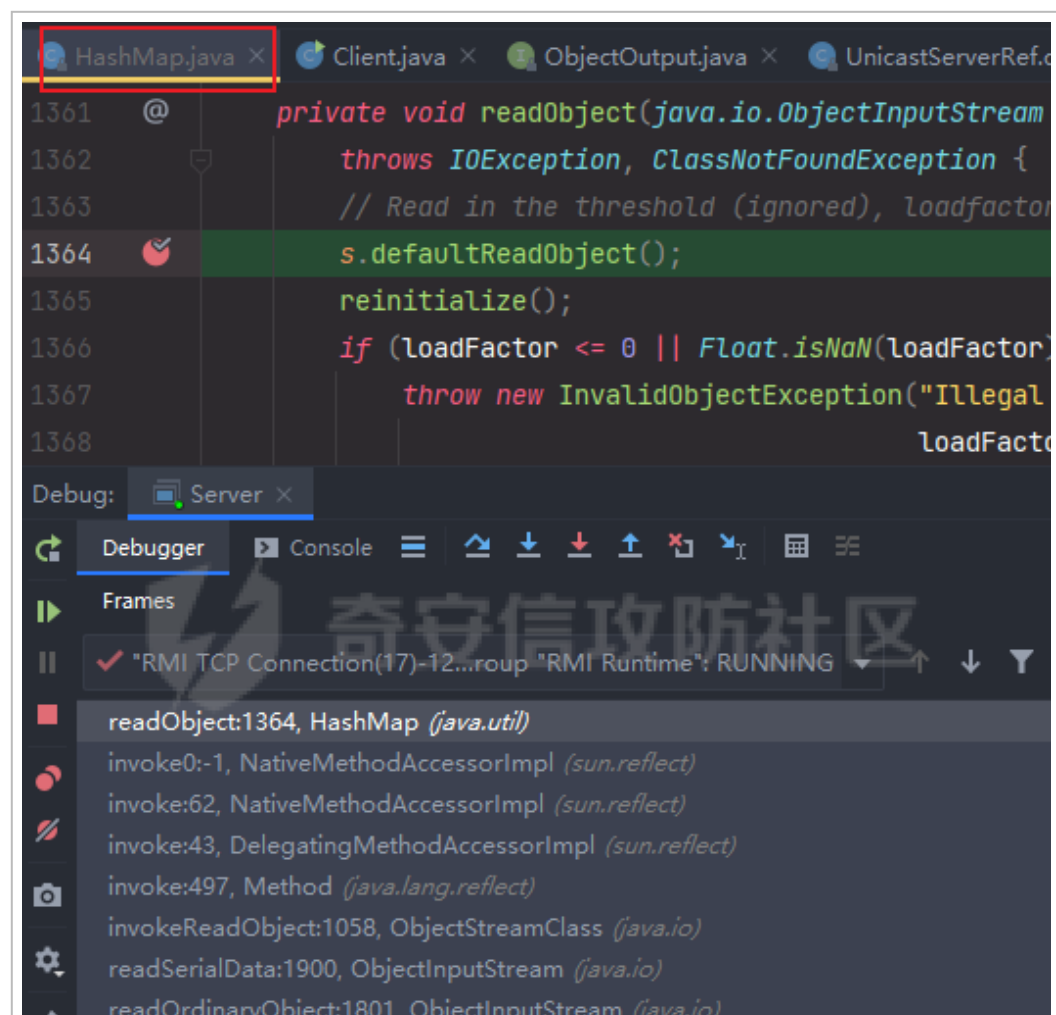 HashMap.java × Client.java × ObjectOutput.java × UnicastServerRef.c
1361 @ private void readObject(java.io.ObjectInputStream
1362 throws IOException, ClassNotFoundException {
1363 // Read in the threshold (ignored), loadfactor
1364 s.defaultReadObject();
1365 reinitialize();
1366 if (loadFactor <= 0 || Float.isNaN(loadFactor)
1367 throw new InvalidObjectException("Illegal
1368 loadFacto
Debug: Server ×
Debugger Console
Frames
奇安信攻防社区
"RMI TCP Connection(17)-12...roup "RMI Runtime": RUNNING
readObject:1364, HashMap (java.util)
invoke0:-1, NativeMethodAccessorImpl (sun.reflect)
invoke:62, NativeMethodAccessorImpl (sun.reflect)
invoke:43, DelegatingMethodAccessorImpl (sun.reflect)
invoke:497, Method (java.lang.reflect)
invokeReadObject:1058, ObjectStreamClass (java.io)
readSerialData:1900, ObjectInputStream (java.io)
readOrdinaryObject:1801, ObjectInputStream (java.io)